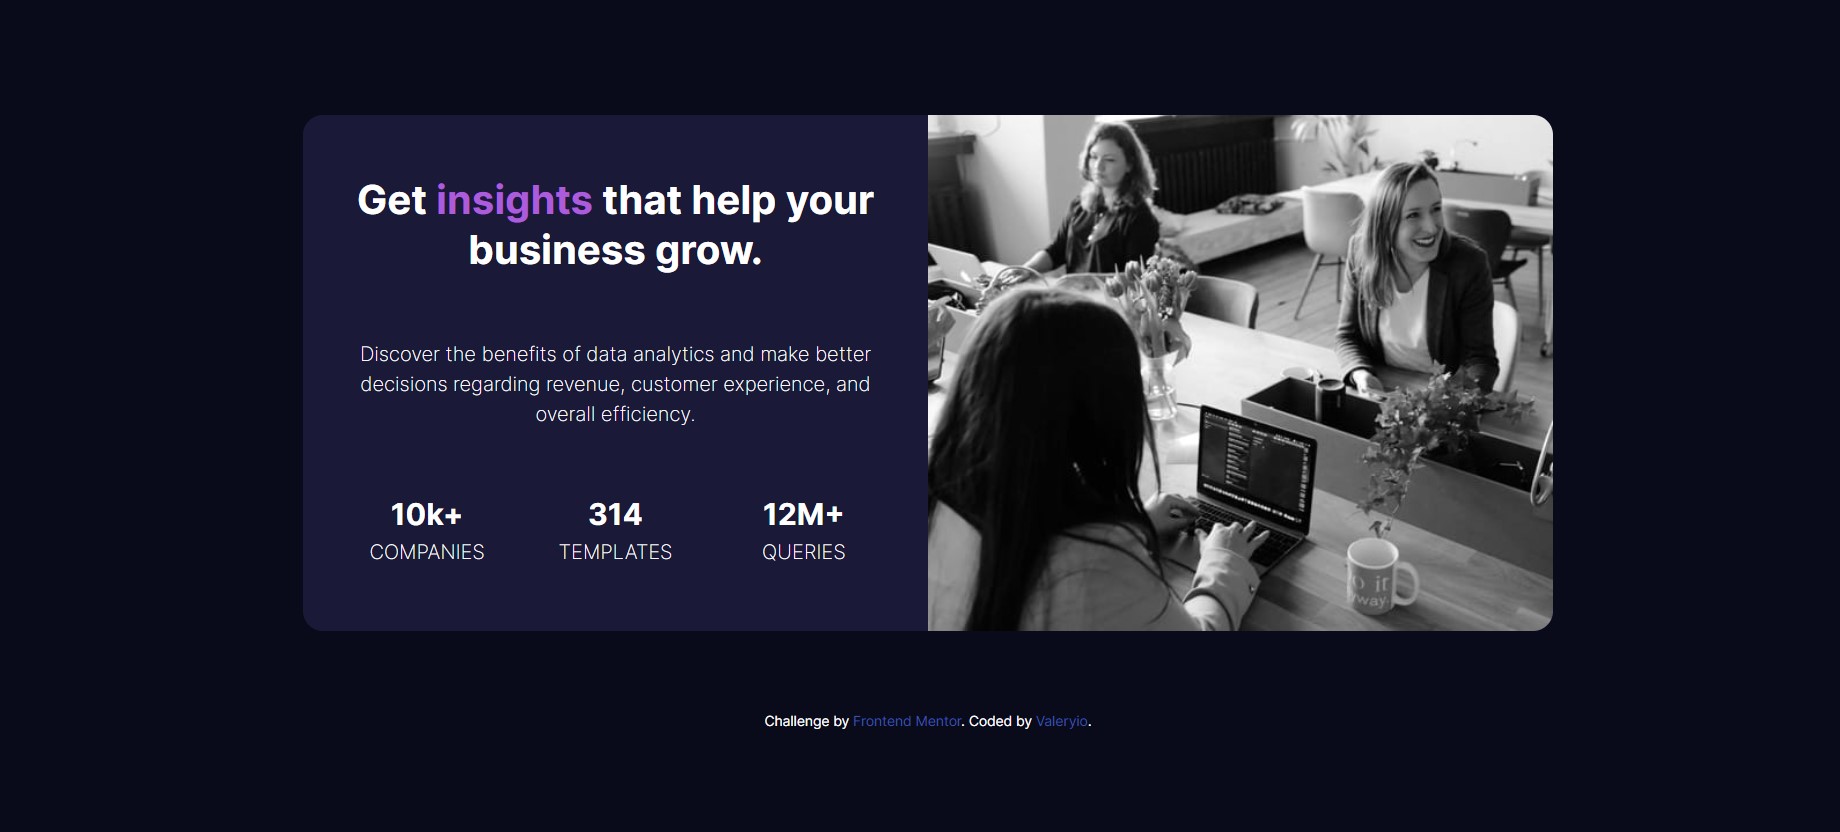 Get insights that help your
business grow.
Discover the benefits of data analytics and make better
decisions regarding revenue, customer experience, and
overall efficiency.
10k+
COMPANIES
314
TEMPLATES
12M+
QUERIES
Challenge by Frontend Mentor. Coded by Valeryio.